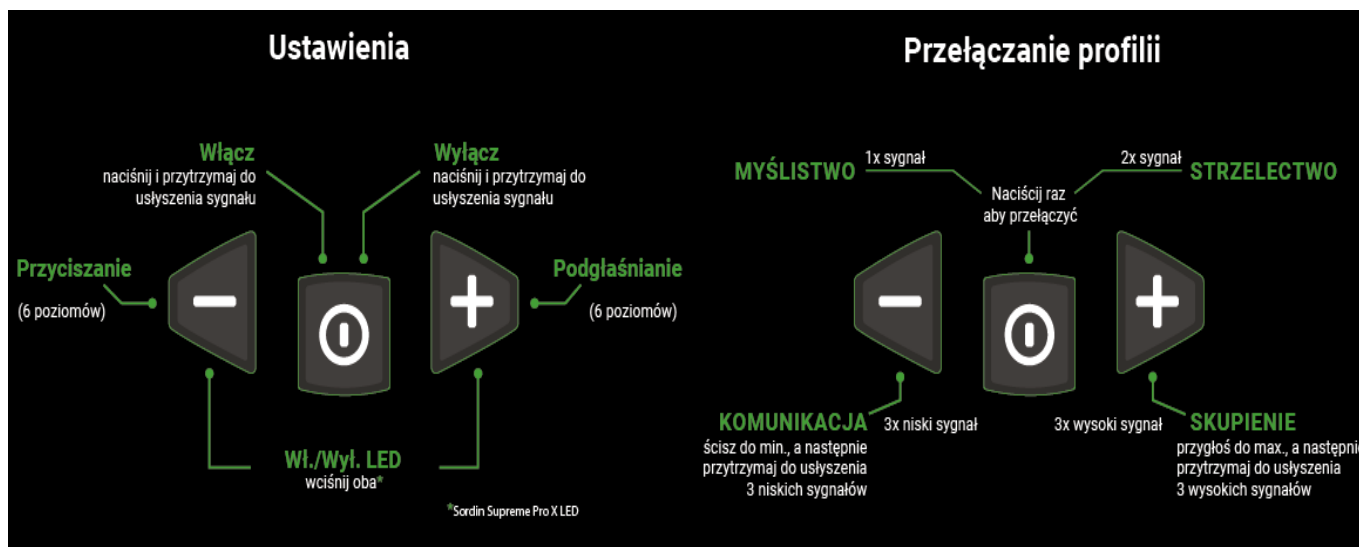 Ustawienia
Włącz
naciśnij i przytrzymaj do
usłyszenia sygnału
Wyłącz
naciśnij i przytrzymaj do
usłyszenia sygnału
Przyciszanie
(6 poziomów)
Podgłaśnianie
(6 poziomów)
Wł./Wył. LED
wciśnij oba*
*Sordin Supreme Pro X LED
Przełączanie profilii
MYŚLISTWO
1x sygnał
2x sygnał
STRZELECTWO
Naciścij raz
aby przełączyć
KOMUNIKACJA
3x niski sygnał
ścisz do min., a następnie
przytrzymaj do usłyszenia
3 niskich sygnałów
3x wysoki sygnał
SKUPIENIE
przygłoś do max., a następnie
przytrzymaj do usłyszenia
3 wysokich sygnałów